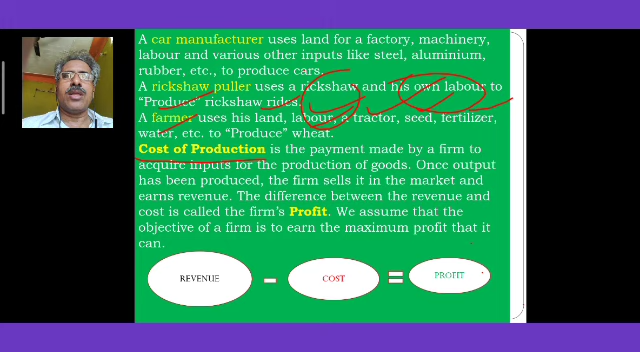 A car manufacturer uses land for a factory, machinery,
labour and various other inputs like steel, aluminium,
rubber, etc., to produce cars.
A rickshaw puller uses a rickshaw and his own labour to
“Produce” rickshaw rides.
A farmer uses his land, labour, a tractor, seed, fertilizer,
water, etc. to “Produce” wheat.
Cost of Production is the payment made by a firm to
acquire inputs for the production of goods. Once output
has been produced, the firm sells it in the market and
earns revenue. The difference between the revenue and
cost is called the firm’s Profit. We assume that the
objective of a firm is to earn the maximum profit that it
can.
REVENUE - COST = PROFIT